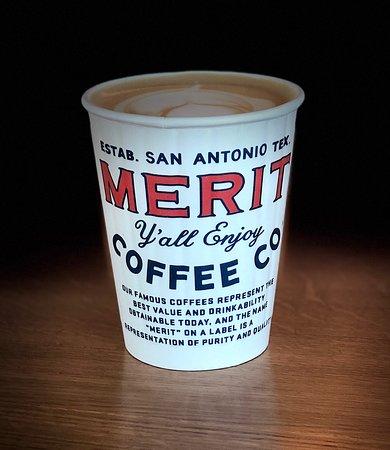 ESTAB. SAN ANTONIO TEX.
MERIT
Y'all Enjoy
COFFEE CO
OUR FAMOUS COFFEES REPRESENT THE
BEST VALUE AND DRINKABILITY
OBTAINABLE TODAY. AND THE NAME
"MERIT" ON A LABEL IS A
REPRESENTATION OF PURITY AND QUALITY